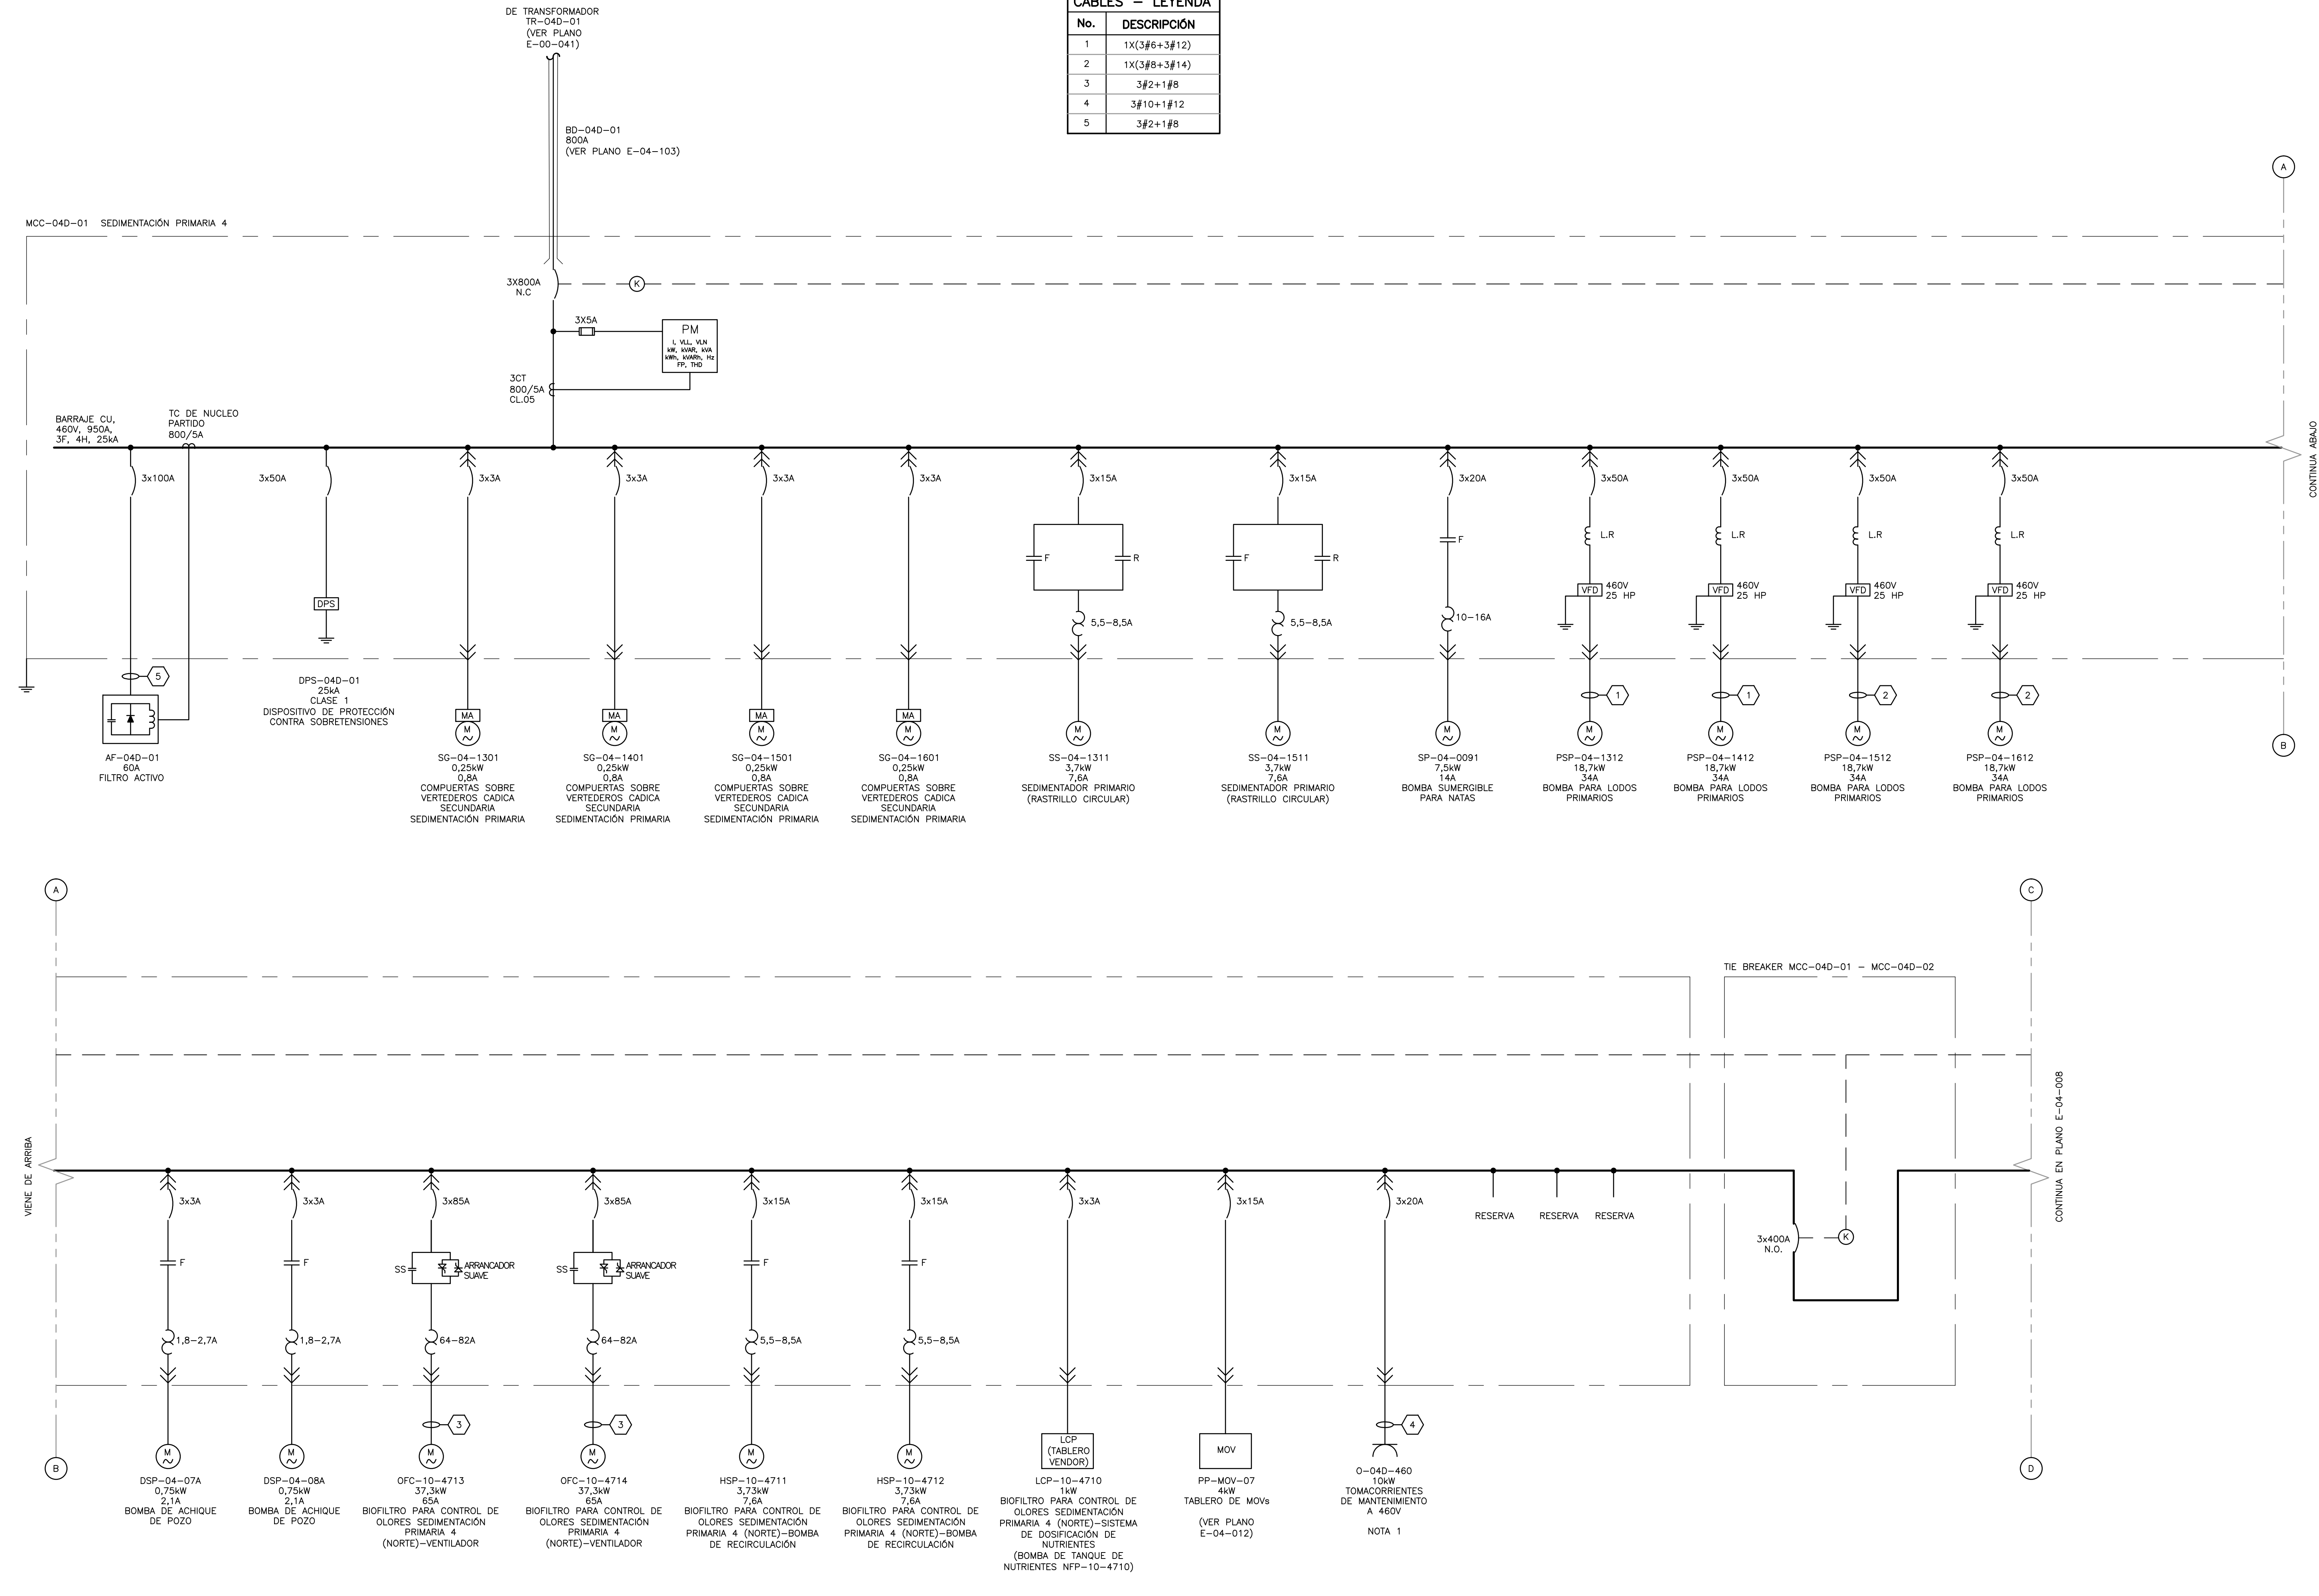 DE TRANSFORMADOR
TR-04D-01
(VER PLANO
E-00-041)
CABLES - LEYENDA
No. DESCRIPCIÓN
1 1X(3#6+3#12)
2 1X(3#8+3#14)
3 3#2+1#8
4 3#10+1#12
5 3#2+1#8
BD-04D-01
800A
(VER PLANO E-04-103)
A
MCC-04D-01 SEDIMENTACIÓN PRIMARIA 4
3X800A
N.C
K
3X5A
PM
I, VLL, VLN
kW, kVAR, kVA
kWh, kVARh, Hz
FP, THD
3CT
800/5A
CL.05
BARRAJE CU,
460V, 950A,
3F, 4H, 25kA
TC DE NUCLEO
PARTIDO
800/5A
CONTINUA ABAJO
3x100A
3x50A
3x3A
3x3A
3x3A
3x3A
3x15A
3x15A
3x20A
3x50A
3x50A
3x50A
3x50A
F
R
F
R
F
L.R
L.R
L.R
L.R
DPS
5,5-8,5A
5,5-8,5A
10-16A
VFD
460V
25 HP
VFD
460V
25 HP
VFD
460V
25 HP
VFD
460V
25 HP
5
1
1
2
2
DPS-04D-01
25kA
CLASE 1
DISPOSITIVO DE PROTECCIÓN
CONTRA SOBRETENSIONES
MA
M
MA
M
MA
M
MA
M
M
M
M
M
M
M
M
B
AF-04D-01
60A
FILTRO ACTIVO
SG-04-1301
0,25kW
0,8A
COMPUERTAS SOBRE
VERTEDEROS CADICA
SECUNDARIA
SEDIMENTACIÓN PRIMARIA
SG-04-1401
0,25kW
0,8A
COMPUERTAS SOBRE
VERTEDEROS CADICA
SECUNDARIA
SEDIMENTACIÓN PRIMARIA
SG-04-1501
0,25kW
0,8A
COMPUERTAS SOBRE
VERTEDEROS CADICA
SECUNDARIA
SEDIMENTACIÓN PRIMARIA
SG-04-1601
0,25kW
0,8A
COMPUERTAS SOBRE
VERTEDEROS CADICA
SECUNDARIA
SEDIMENTACIÓN PRIMARIA
SS-04-1311
3,7kW
7,6A
SEDIMENTADOR PRIMARIO
(RASTRILLO CIRCULAR)
SS-04-1511
3,7kW
7,6A
SEDIMENTADOR PRIMARIO
(RASTRILLO CIRCULAR)
SP-04-0091
7,5kW
14A
BOMBA SUMERGIBLE
PARA NATAS
PSP-04-1312
18,7kW
34A
BOMBA PARA LODOS
PRIMARIOS
PSP-04-1412
18,7kW
34A
BOMBA PARA LODOS
PRIMARIOS
PSP-04-1512
18,7kW
34A
BOMBA PARA LODOS
PRIMARIOS
PSP-04-1612
18,7kW
34A
BOMBA PARA LODOS
PRIMARIOS
A
C
TIE BREAKER MCC-04D-01 - MCC-04D-02
VIENE DE ARRIBA
CONTINUA EN PLANO E-04-008
3x3A
3x3A
3x85A
3x85A
3x15A
3x15A
3x3A
3x15A
3x20A
RESERVA
RESERVA
RESERVA
3x400A
N.O.
K
F
F
SS
ARRANCADOR
SUAVE
SS
ARRANCADOR
SUAVE
F
F
1,8-2,7A
1,8-2,7A
64-82A
64-82A
5,5-8,5A
5,5-8,5A
3
3
4
M
M
M
M
M
M
LCP
(TABLERO
VENDOR)
MOV
B
D
DSP-04-07A
0,75kW
2,1A
BOMBA DE ACHIQUE
DE POZO
DSP-04-08A
0,75kW
2,1A
BOMBA DE ACHIQUE
DE POZO
OFC-10-4713
37,3kW
65A
BIOFILTRO PARA CONTROL DE
OLORES SEDIMENTACIÓN
PRIMARIA 4
(NORTE)-VENTILADOR
OFC-10-4714
37,3kW
65A
BIOFILTRO PARA CONTROL DE
OLORES SEDIMENTACIÓN
PRIMARIA 4
(NORTE)-VENTILADOR
HSP-10-4711
3,73kW
7,6A
BIOFILTRO PARA CONTROL DE
OLORES SEDIMENTACIÓN
PRIMARIA 4 (NORTE)-BOMBA
DE RECIRCULACIÓN
HSP-10-4712
3,73kW
7,6A
BIOFILTRO PARA CONTROL DE
OLORES SEDIMENTACIÓN
PRIMARIA 4 (NORTE)-BOMBA
DE RECIRCULACIÓN
LCP-10-4710
1kW
BIOFILTRO PARA CONTROL DE
OLORES SEDIMENTACIÓN
PRIMARIA 4 (NORTE)-SISTEMA
DE DOSIFICACIÓN DE
NUTRIENTES
(BOMBA DE TANQUE DE
NUTRIENTES NFP-10-4710)
PP-MOV-07
4kW
TABLERO DE MOVs
(VER PLANO
E-04-012)
O-04D-460
10kW
TOMACORRIENTES
DE MANTENIMIENTO
A 460V
NOTA 1